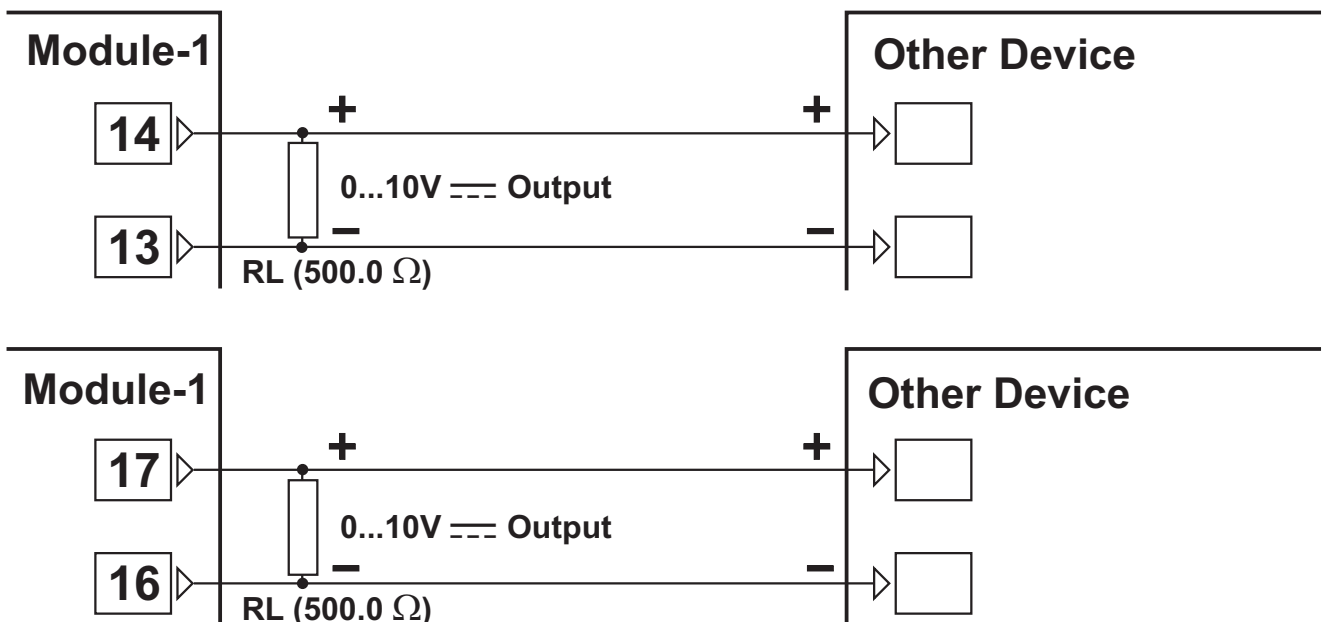 Module-1
Other Device
14
+
+
0...10V ⎓ Output
13
−
−
RL (500.0 Ω)
Module-1
Other Device
17
+
+
0...10V ⎓ Output
16
−
−
RL (500.0 Ω)